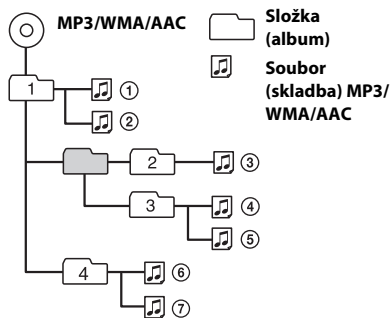 MP3/WMA/AAC
Složka
(album)
Soubor
(skladba) MP3/
WMA/AAC
1 ①
②
2 ③
3 ④
⑤
4 ⑥
⑦